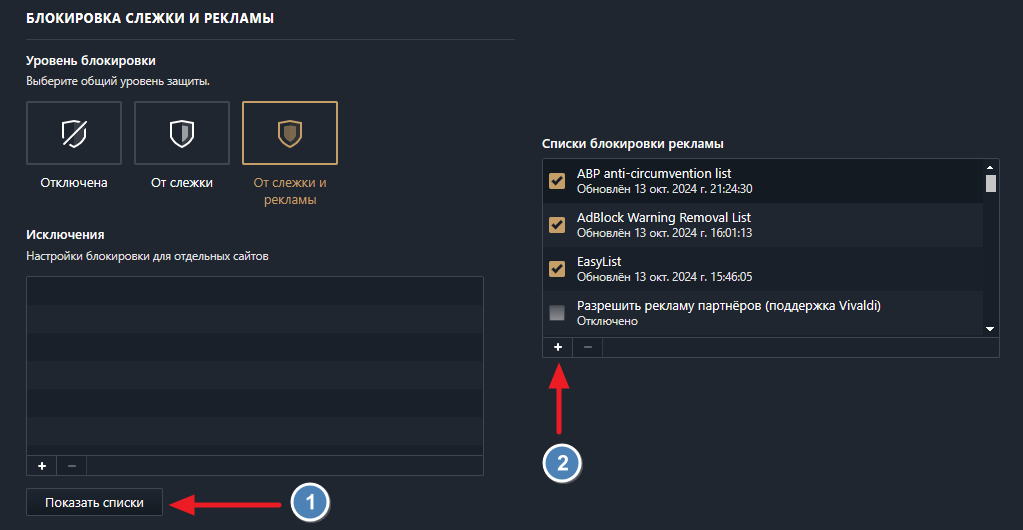 БЛОКИРОВКА СЛЕЖКИ И РЕКЛАМЫ
Уровень блокировки
Выберите общий уровень защиты.
Отключена
От слежки
От слежки и
рекламы
Исключения
Настройки блокировки для отдельных сайтов
+ −
Показать списки
1
Списки блокировки рекламы
ABP anti-circumvention list
Обновлён 13 окт. 2024 г. 21:24:30
AdBlock Warning Removal List
Обновлён 13 окт. 2024 г. 16:01:13
EasyList
Обновлён 13 окт. 2024 г. 15:46:05
Разрешить рекламу партнёров (поддержка Vivaldi)
Отключено
+ −
2